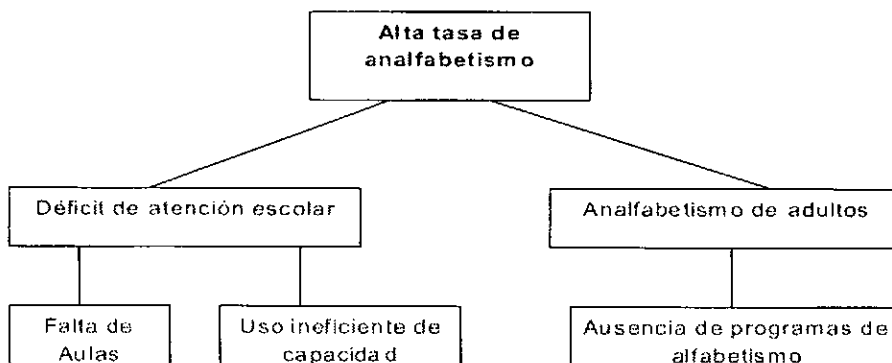 Alta tasa de
analfabetismo
Déficit de atención escolar
Analfabetismo de adultos
Falta de
Aulas
Uso ineficiente de
capacidad
Ausencia de programas de
alfabetismo